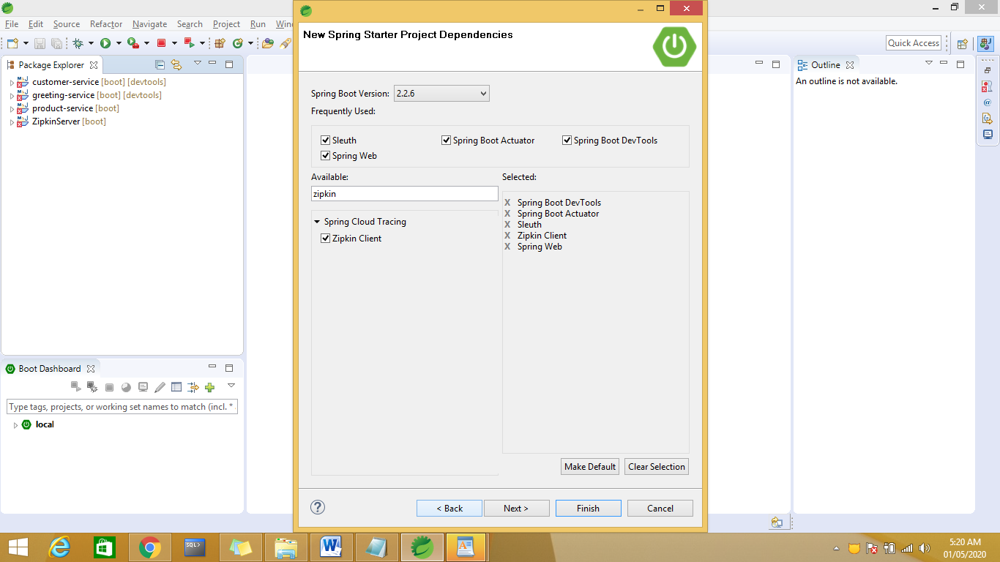 File Edit Source Refactor Navigate Search Project Run Win
Quick Access
Package Explorer
customer-service [boot] [devtools]
greeting-service [boot] [devtools]
product-service [boot]
ZipkinServer [boot]
Boot Dashboard
Type tags, projects, or working set names to match (incl. *
local
New Spring Starter Project Dependencies
Spring Boot Version: 2.2.6
Frequently Used:
Sleuth Spring Boot Actuator Spring Boot DevTools
Spring Web
Available:
zipkin
Spring Cloud Tracing
Zipkin Client
Selected:
X Spring Boot DevTools
X Spring Boot Actuator
X Sleuth
X Zipkin Client
X Spring Web
Make Default Clear Selection
? < Back Next > Finish Cancel
Outline
An outline is not available.
SQL>
5:20 AM
01/05/2020